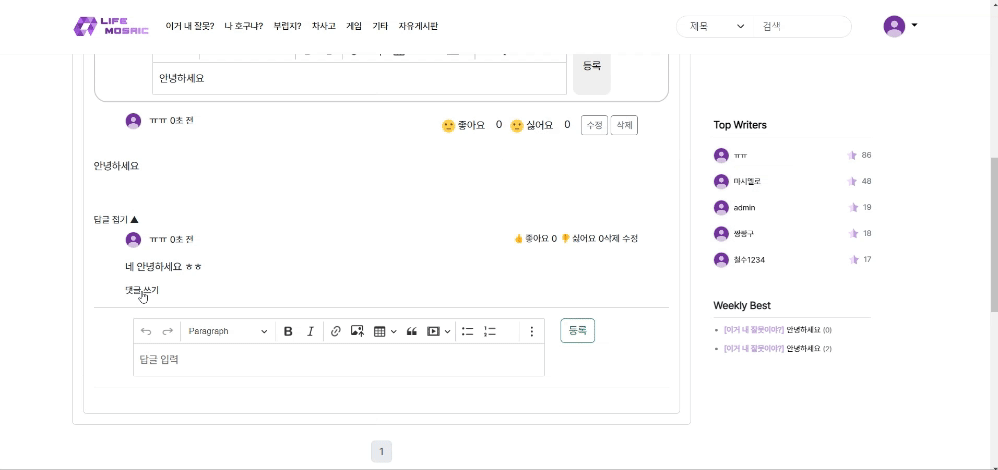 LIFE MOSAIC
이거 내 잘못? 나 호구냐? 부럽지? 차사고 게임 기타 자유게시판
제목 검색
안녕하세요
등록
ㅠㅠ 0초 전
좋아요 0 싫어요 0 수정 삭제
안녕하세요
답글 접기 ▲
ㅠㅠ 0초 전
좋아요 0 싫어요 0삭제 수정
네 안녕하세요 ㅎㅎ
댓글 쓰기
Paragraph
등록
답글 입력
1
Top Writers
ㅠㅠ 86
마시멜로 48
admin 19
짱짱구 18
철수1234 17
Weekly Best
[이거 내 잘못이야?] 안녕하세요 (0)
[이거 내 잘못이야?] 안녕하세요 (2)